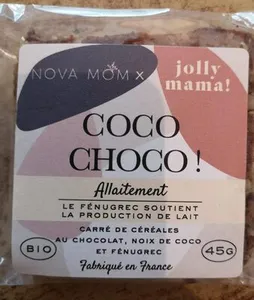 NOVA MOM x
jolly
mama!
COCO
CHOCO !
Allaitement
LE FÉNUGREC SOUTIENT
LA PRODUCTION DE LAIT
CARRÉ DE CÉRÉALES
AU CHOCOLAT, NOIX DE COCO
ET FÉNUGREC
BIO
45G
Fabriqué en France